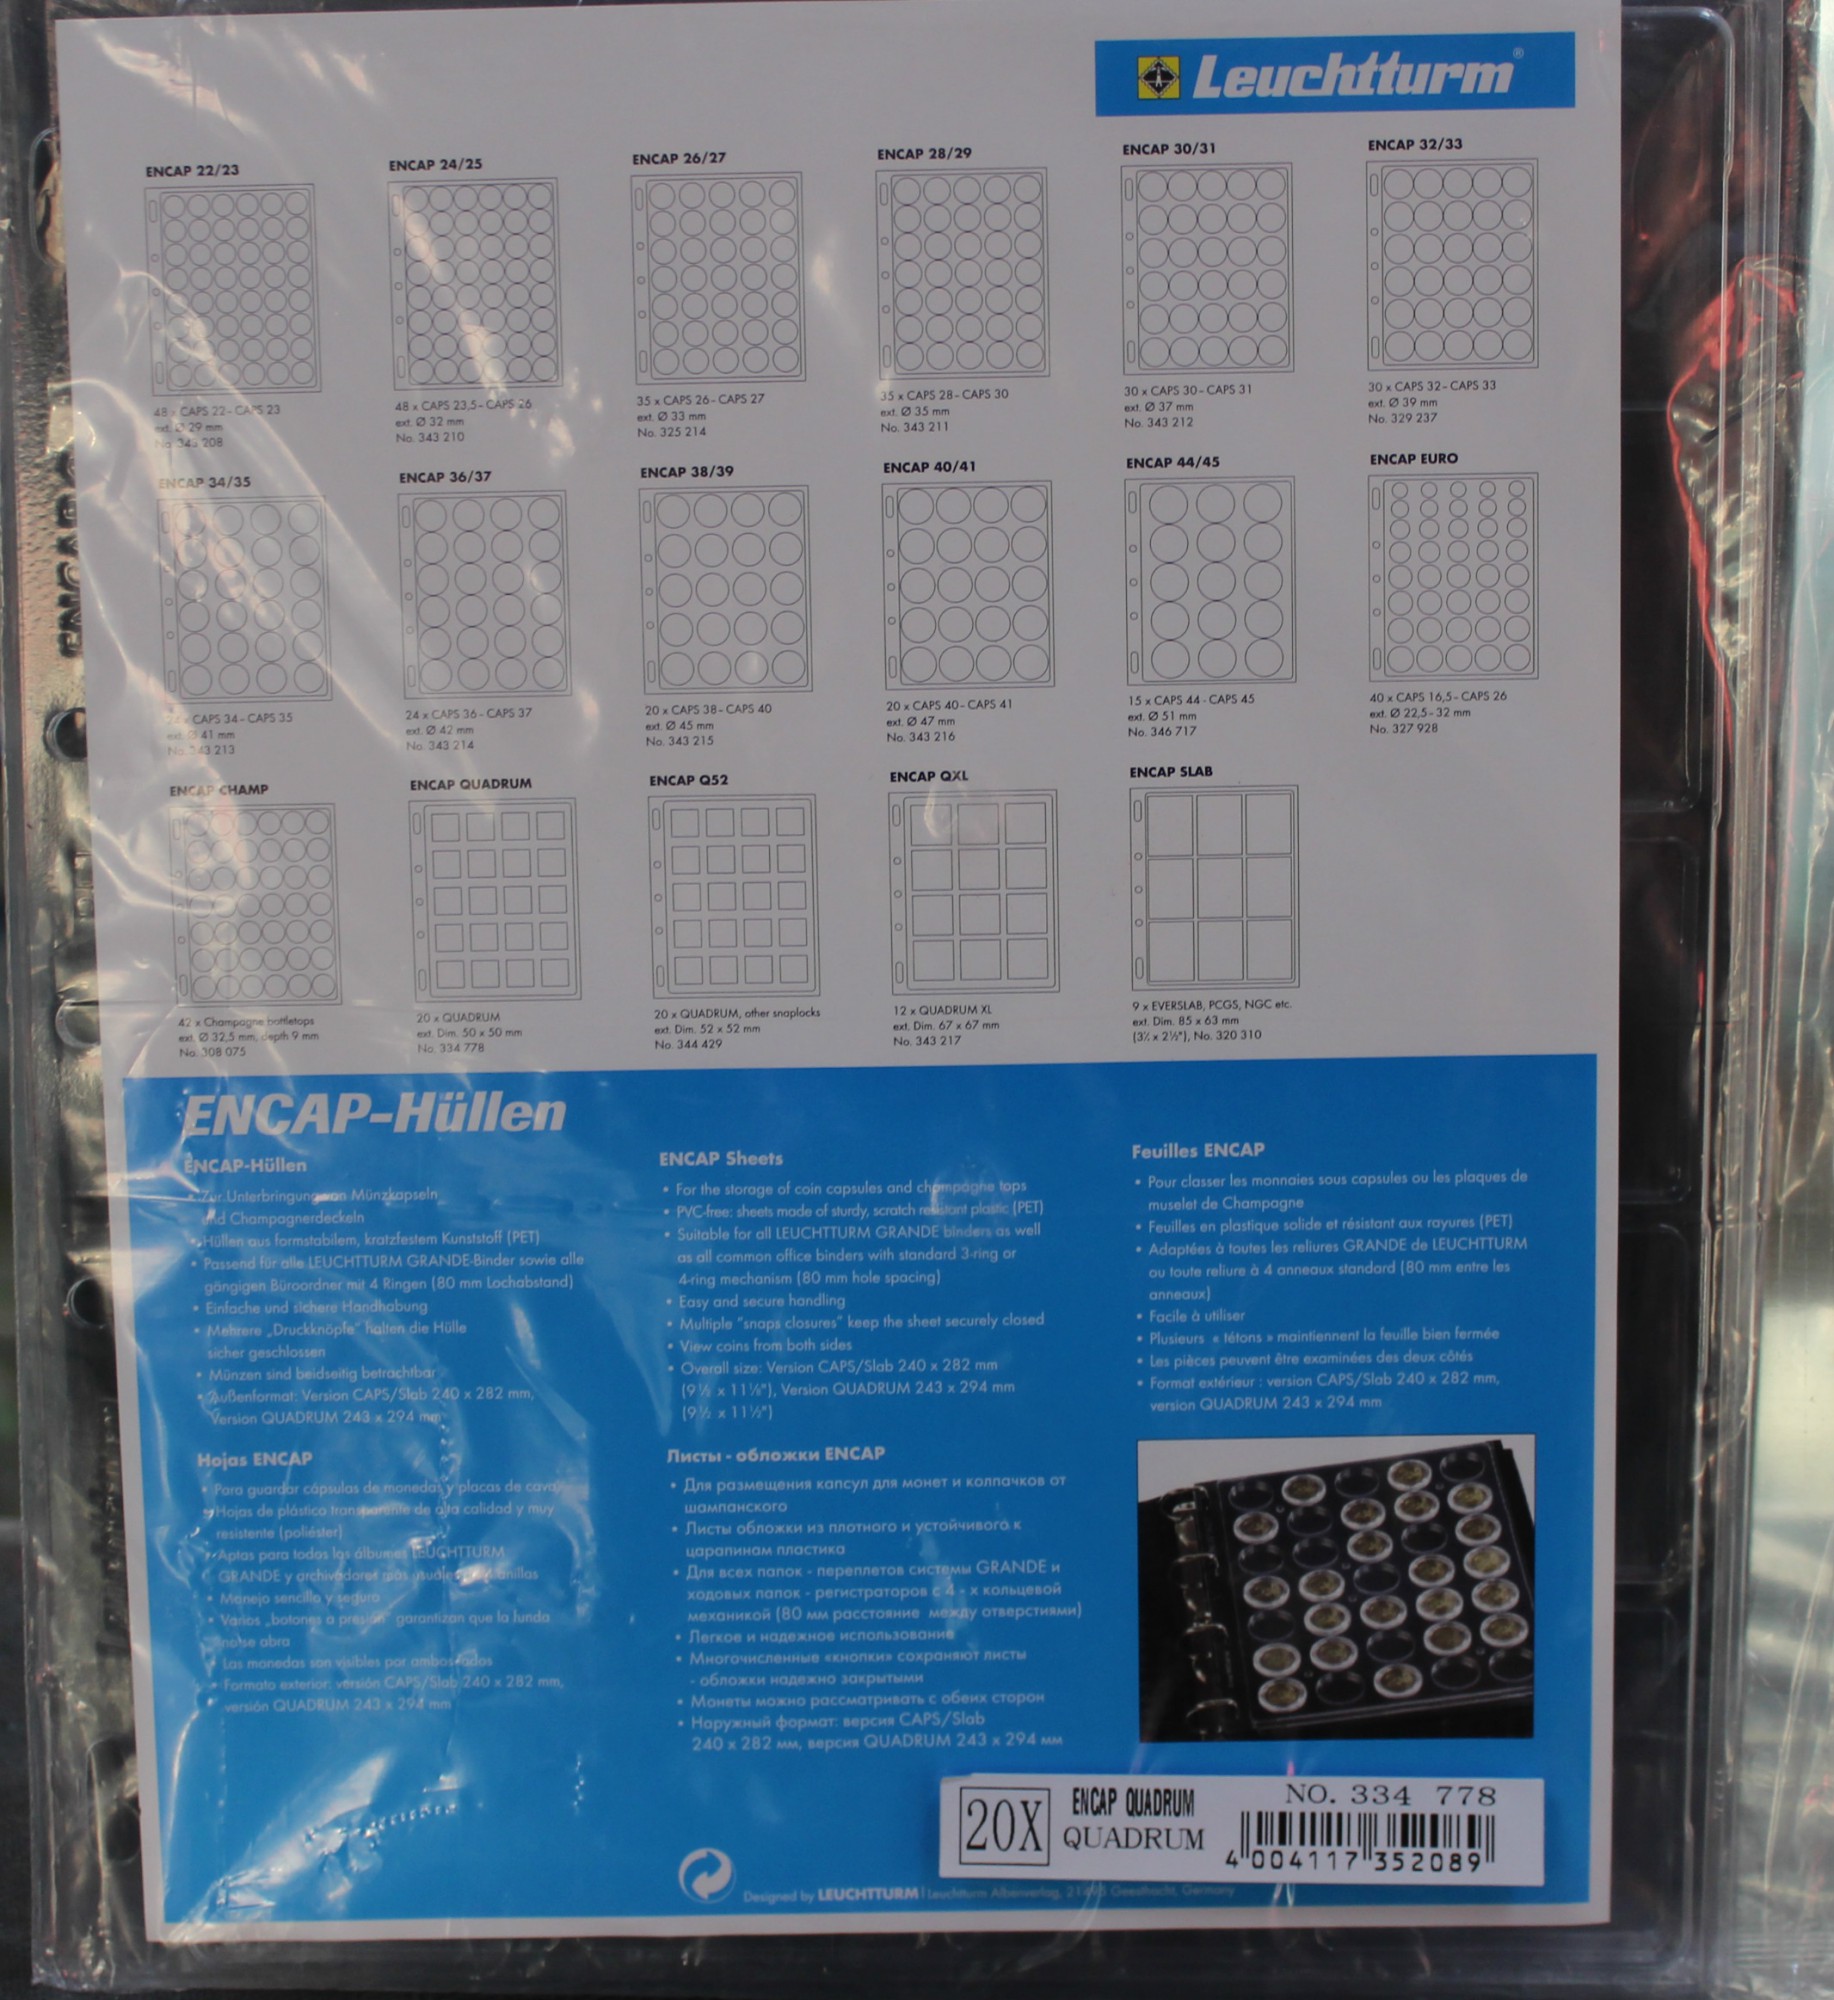 Leuchtturm®
ENCAP 22/23
48 x CAPS 22 - CAPS 23
ext. Ø 29 mm
No. 343 208
ENCAP 24/25
48 x CAPS 23,5 - CAPS 26
ext. Ø 32 mm
No. 343 210
ENCAP 26/27
35 x CAPS 26 - CAPS 27
ext. Ø 33 mm
No. 325 214
ENCAP 28/29
35 x CAPS 28 - CAPS 30
ext. Ø 35 mm
No. 343 211
ENCAP 30/31
30 x CAPS 30 - CAPS 31
ext. Ø 37 mm
No. 343 212
ENCAP 32/33
30 x CAPS 32 - CAPS 33
ext. Ø 39 mm
No. 329 237
ENCAP 34/35
24 x CAPS 34 - CAPS 35
ext. Ø 41 mm
No. 343 213
ENCAP 36/37
24 x CAPS 36 - CAPS 37
ext. Ø 42 mm
No. 343 214
ENCAP 38/39
20 x CAPS 38 - CAPS 40
ext. Ø 45 mm
No. 343 215
ENCAP 40/41
20 x CAPS 40 - CAPS 41
ext. Ø 47 mm
No. 343 216
ENCAP 44/45
15 x CAPS 44 - CAPS 45
ext. Ø 51 mm
No. 346 717
ENCAP EURO
40 x CAPS 16,5 - CAPS 26
ext. Ø 22,5 - 32 mm
No. 327 928
ENCAP CHAMP
42 x Champagne bottletops
ext. Ø 32,5 mm, depth 9 mm
No. 308 075
ENCAP QUADRUM
20 x QUADRUM
ext. Dim. 50 x 50 mm
No. 334 778
ENCAP Q52
20 x QUADRUM, other snaplocks
ext. Dim. 52 x 52 mm
No. 344 429
ENCAP QXL
12 x QUADRUM XL
ext. Dim. 67 x 67 mm
No. 343 217
ENCAP SLAB
9 x EVERSLAB, PCGS, NGC etc.
ext. Dim. 85 x 63 mm
x 2½"), No. 320 310
ENCAP-Hüllen
ENCAP-Hüllen
• Zur Unterbringung von Münzkapseln
und Champagnerdeckeln
• Hüllen aus formstabilem, kratzfestem Kunststoff (PET)
• Passend für alle LEUCHTTURM GRANDE-Binder sowie alle
gängigen Büroordner mit 4 Ringen (80 mm Lochabstand)
• Einfache und sichere Handhabung
• Mehrere „Druckknöpfe" halten die Hülle
sicher geschlossen
• Münzen sind beidseitig betrachtbar
• Außenformat: Version CAPS/Slab 240 x 282 mm,
Version QUADRUM 243 x 294 mm
ENCAP Sheets
• For the storage of coin capsules and champagne tops
• PVC-free: sheets made of sturdy, scratch resistant plastic (PET)
• Suitable for all LEUCHTTURM GRANDE binders as well
as all common office binders with standard 3-ring or
4-ring mechanism (80 mm hole spacing)
• Easy and secure handling
• Multiple "snaps closures" keep the sheet securely closed
• View coins from both sides
• Overall size: Version CAPS/Slab 240 x 282 mm
(9½ x 11⅛"), Version QUADRUM 243 x 294 mm
(9½ x 11½")
Feuilles ENCAP
• Pour classer les monnaies sous capsules ou les plaques de
muselet de Champagne
• Feuilles en plastique solide et résistant aux rayures (PET)
• Adaptées à toutes les reliures GRANDE de LEUCHTTURM
ou toute reliure à 4 anneaux standard (80 mm entre les
anneaux)
• Facile à utiliser
• Plusieurs « tétons » maintiennent la feuille bien fermée
• Les pièces peuvent être examinées des deux côtés
• Format extérieur : version CAPS/Slab 240 x 282 mm,
version QUADRUM 243 x 294 mm
Hojas ENCAP
• Para guardar cápsulas de monedas y placas de cava
• Hojas de plástico transparente de alta calidad y muy
resistente (poliéster)
• Aptas para todos los álbumes LEUCHTTURM
GRANDE y archivadores más usuales 4 anillas
• Manejo sencillo y seguro
• Varios „botones a presión" garantizan que la funda
no se abra
• Las monedas son visibles por ambos lados
• Formato exterior: versión CAPS/Slab 240 x 282 mm,
versión QUADRUM 243 x 294 mm
Листы - обложки ENCAP
• Для размещения капсул для монет и колпачков от
шампанского
• Листы обложки из плотного и устойчивого к
царапинам пластика
• Для всех папок - переплетов системы GRANDE и
ходовых папок - регистраторов с 4 - х кольцевой
механикой (80 мм расстояние между отверстиями)
• Легкое и надежное использование
• Многочисленные «кнопки» сохраняют листы
- обложки надежно закрытыми
• Монеты можно рассматривать с обеих сторон
• Наружный формат: версия CAPS/Slab
240 x 282 мм, версия QUADRUM 243 x 294 мм
20X
ENCAP QUADRUM
QUADRUM
NO. 334 778
4 004117 352089
Designed by LEUCHTTURM | Leuchtturm Albenverlag, Geesthacht, Germany